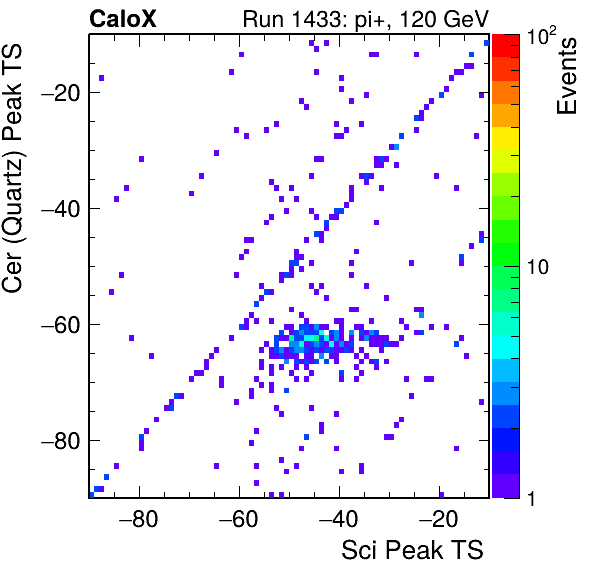 CaloX Run 1433: pi+, 120 GeV
Cer (Quartz) Peak TS
−20
−40
−60
−80
−80 −60 −40 −20
Sci Peak TS
Events
10²
10
1